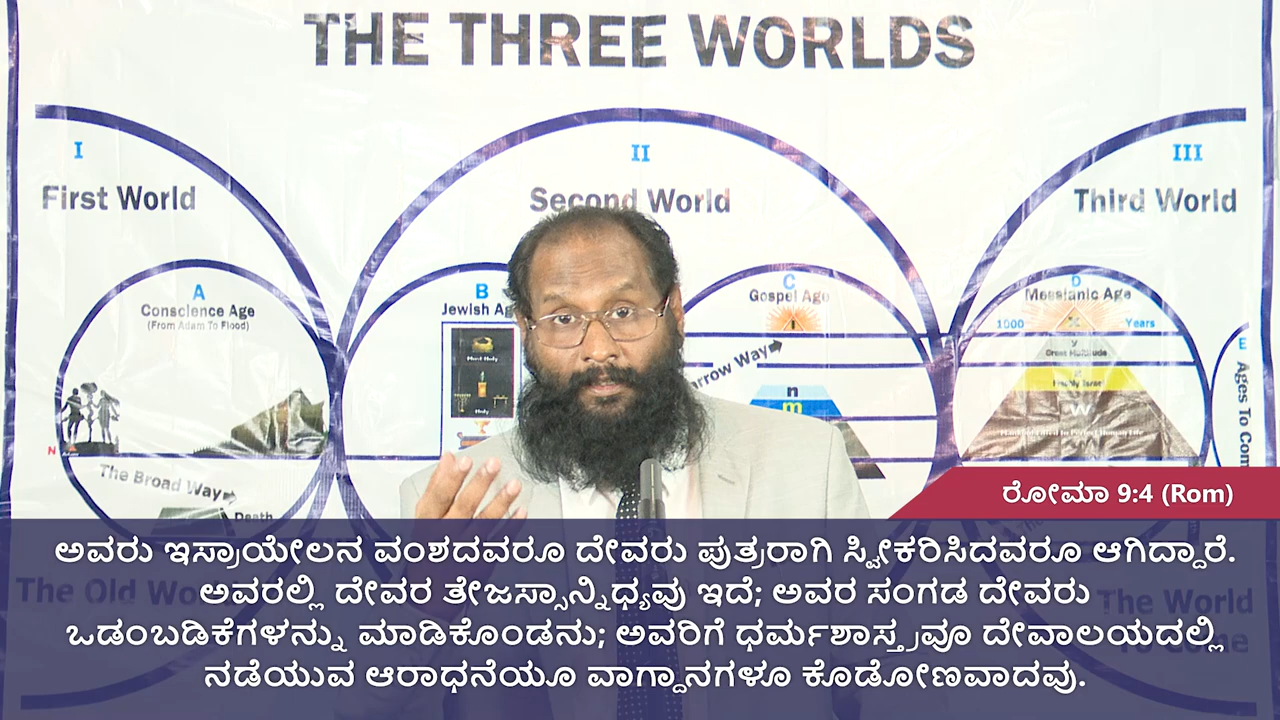 THE THREE WORLDS
I
II
III
First World
Second World
Third World
A
Conscience Age
(From Adam To Flood)
B
Jewish Ag
Most Holy
Holy
C
Gospel Age
D
Messianic Age
1000
Years
Great Multitude
W
E
Ages To Com
arrow Way
n
m
N
The Broad Way
Death
ರೋಮಾ 9:4 (Rom)
ಅವರು ಇಸ್ರಾಯೇಲನ ವಂಶದವರೂ ದೇವರು ಪುತ್ರರಾಗಿ ಸ್ವೀಕರಿಸಿದವರೂ ಆಗಿದ್ದಾರೆ.
ಅವರಲ್ಲಿ ದೇವರ ತೇಜಸ್ಸಾನ್ನಿಧ್ಯವು ಇದೆ; ಅವರ ಸಂಗಡ ದೇವರು
ಒಡಂಬಡಿಕೆಗಳನ್ನು ಮಾಡಿಕೊಂಡನು; ಅವರಿಗೆ ಧರ್ಮಶಾಸ್ತ್ರವೂ ದೇವಾಲಯದಲ್ಲಿ
ನಡೆಯುವ ಆರಾಧನೆಯೂ ವಾಗ್ದಾನಗಳೂ ಕೊಡೋಣವಾದವು.
The Old Wor
The World
To Come